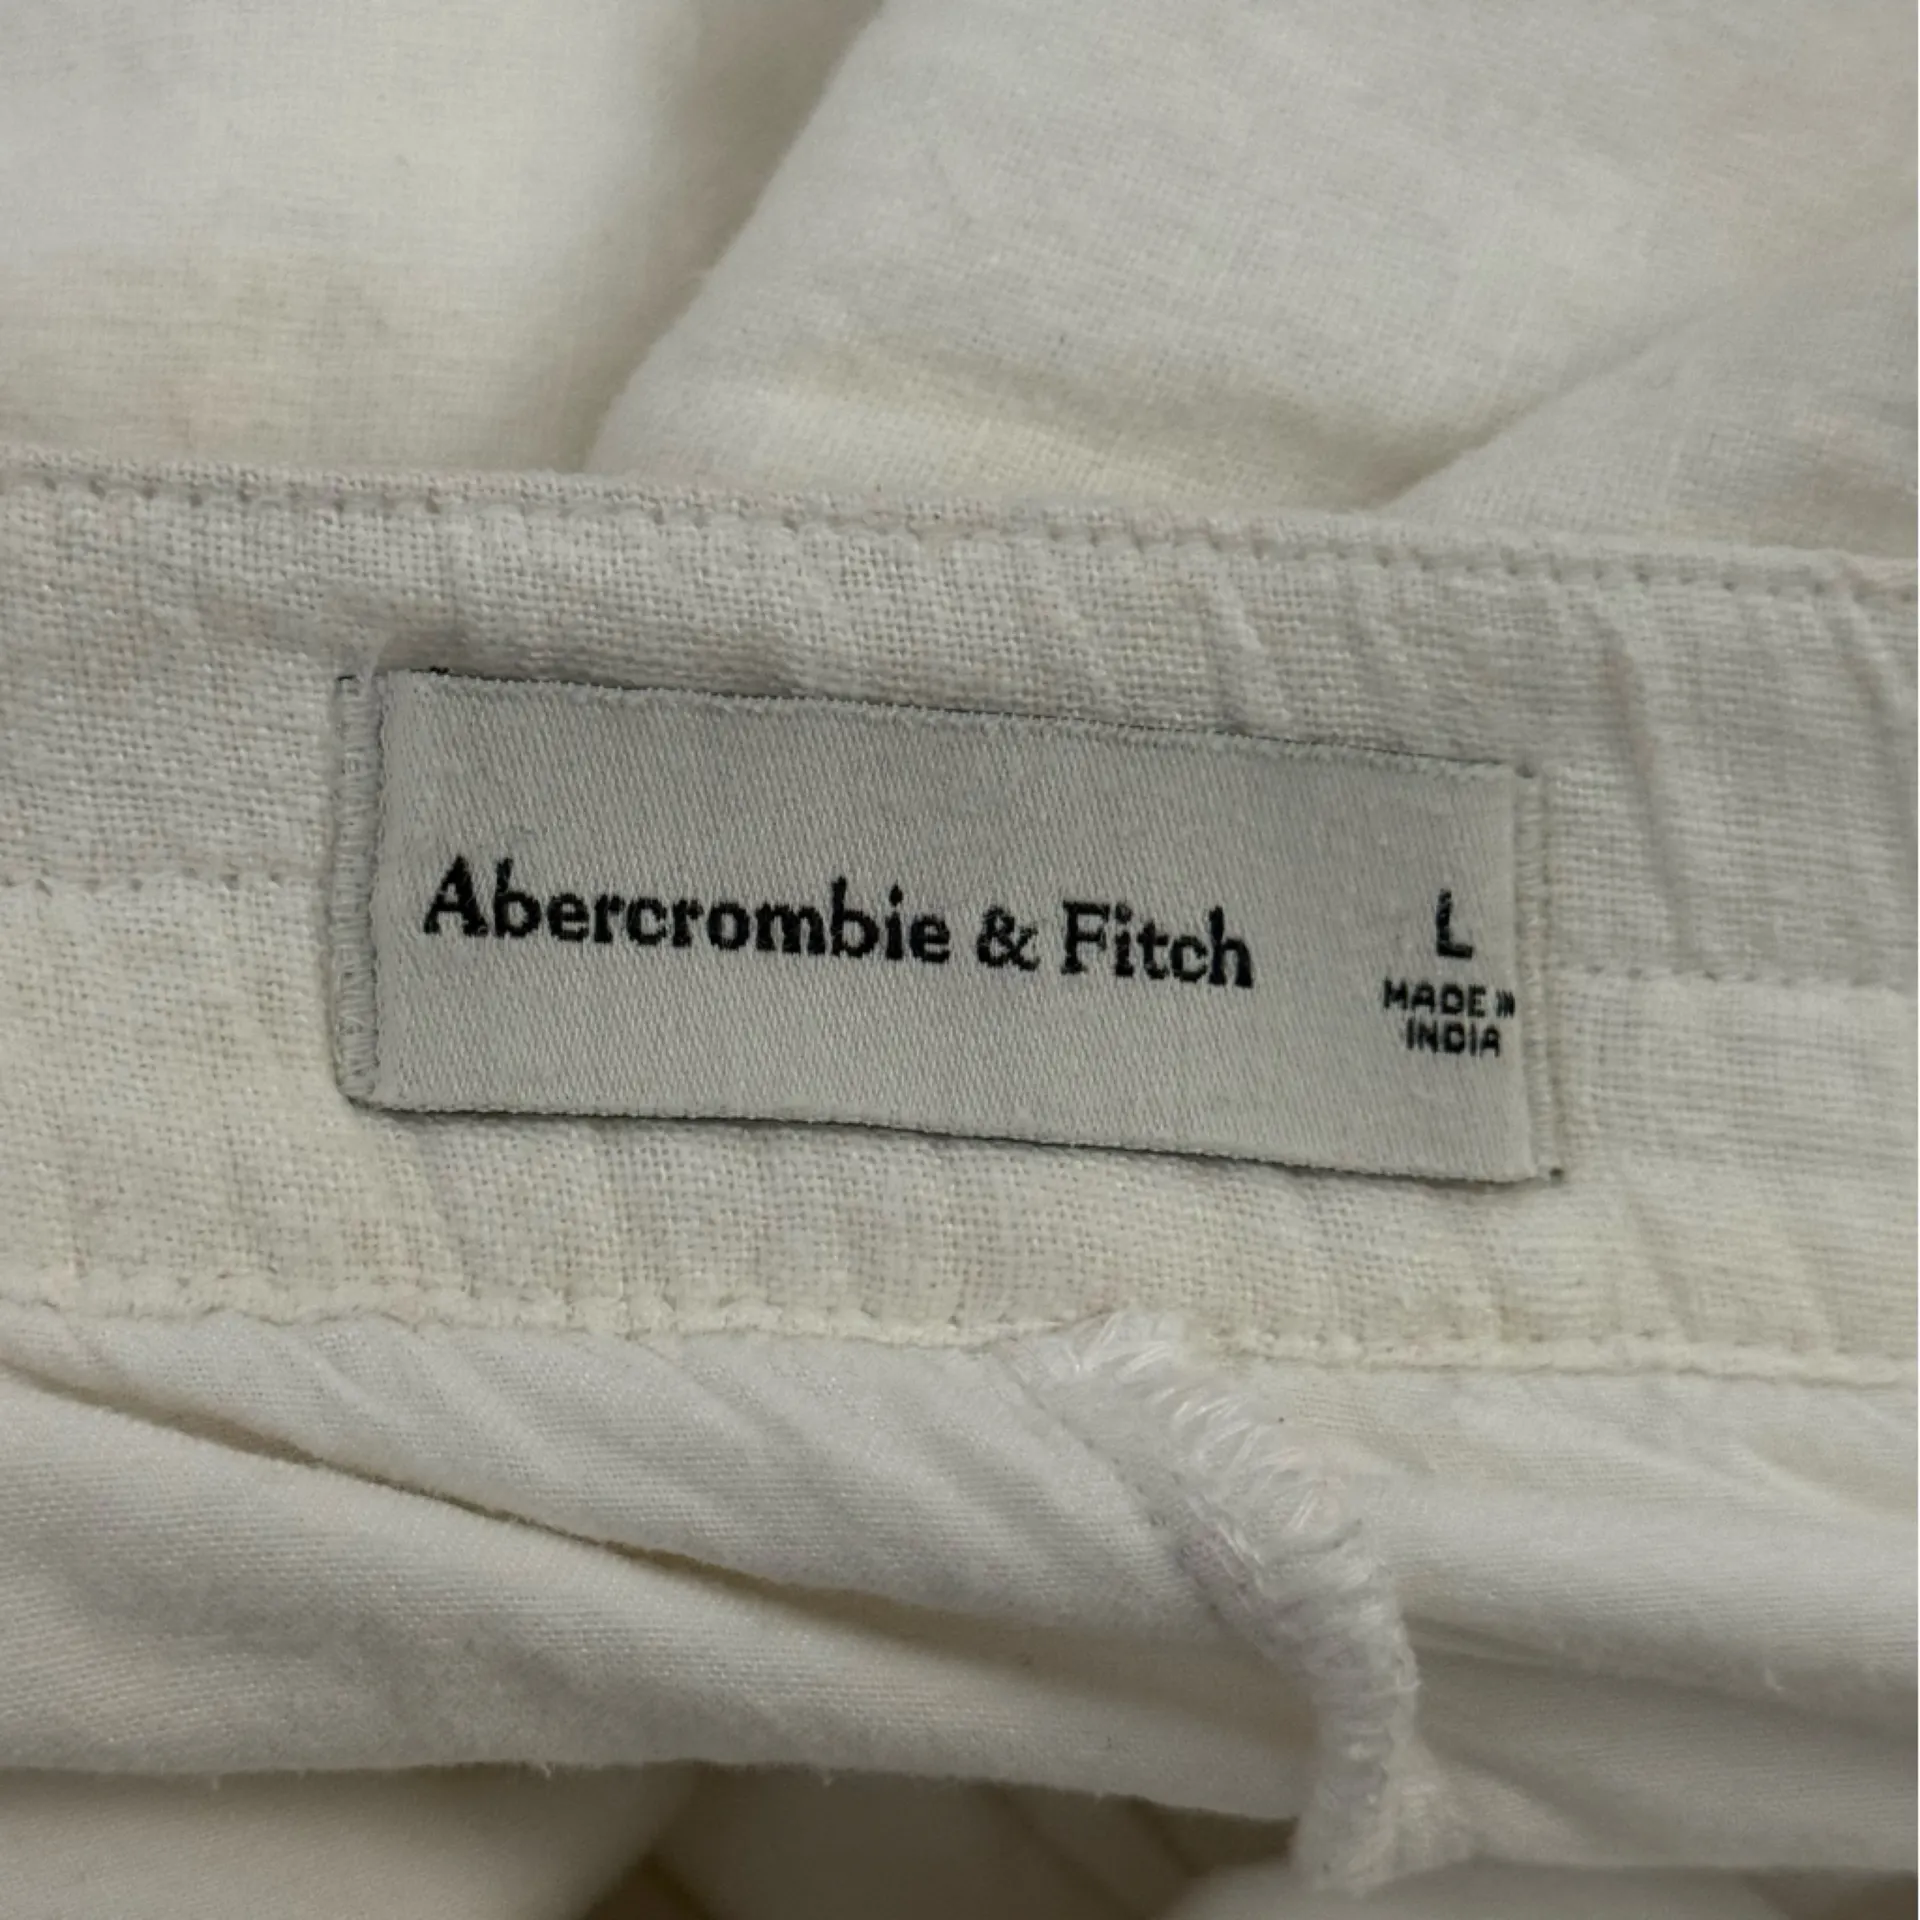 Abercrombie & Fitch
L
MADE IN
INDIA